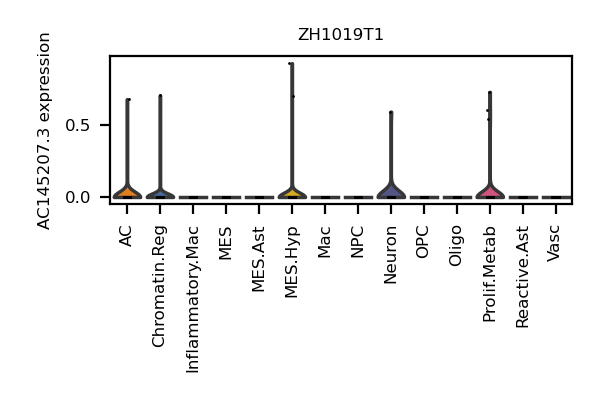 ZH1019T1
AC145207.3 expression
0.5
0.0
AC
Chromatin.Reg
Inflammatory.Mac
MES
MES.Ast
MES.Hyp
Mac
NPC
Neuron
OPC
Oligo
Prolif.Metab
Reactive.Ast
Vasc